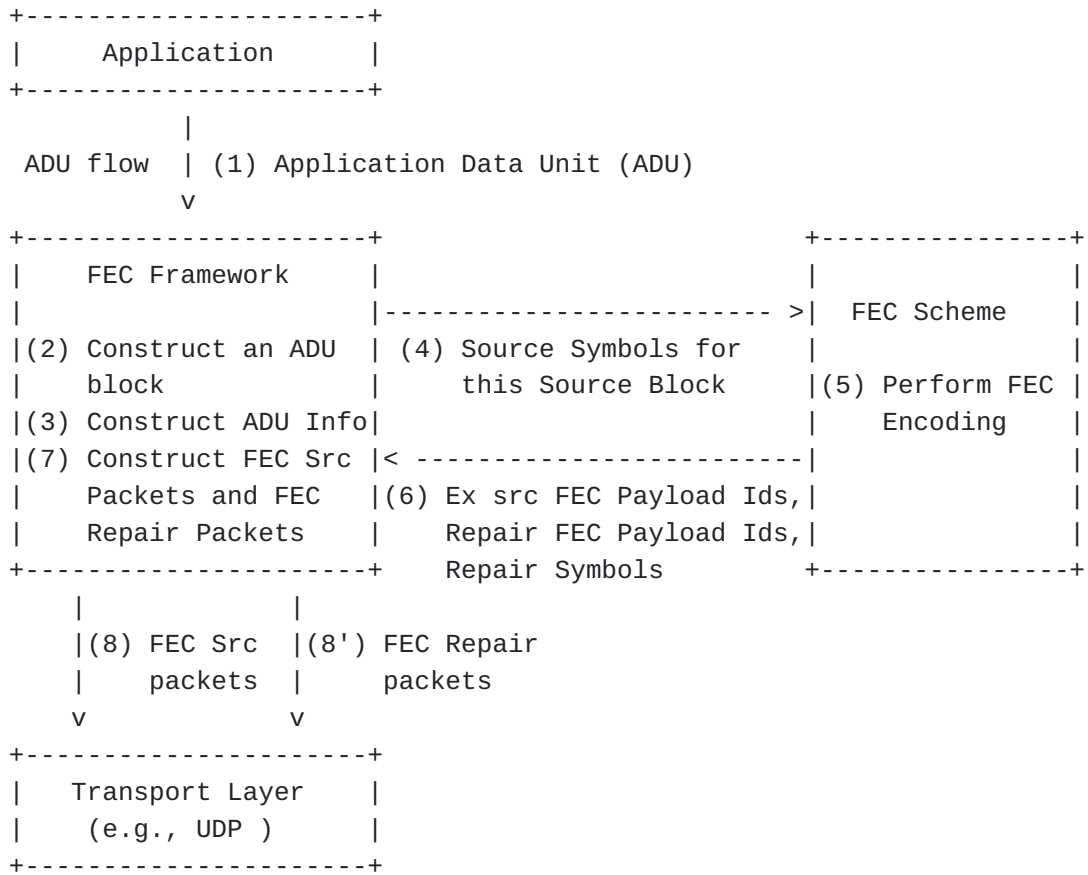 +----------------------+
|     Application      |
+----------------------+
           |
 ADU flow  | (1) Application Data Unit (ADU)
           v
+----------------------+                           +----------------+
|    FEC Framework     |                           |                |
|                      |------------------------- >|  FEC Scheme    |
|(2) Construct an ADU  | (4) Source Symbols for    |                |
|    block             |     this Source Block     |(5) Perform FEC |
|(3) Construct ADU Info|                           |    Encoding    |
|(7) Construct FEC Src |< -------------------------|                |
|    Packets and FEC   |(6) Ex src FEC Payload Ids,|                |
|    Repair Packets    |    Repair FEC Payload Ids,|                |
+----------------------+    Repair Symbols         +----------------+
    |             |
    |(8) FEC Src  |(8') FEC Repair
    |    packets  |     packets
    v             v
+----------------------+
|   Transport Layer    |
|    (e.g., UDP )      |
+----------------------+